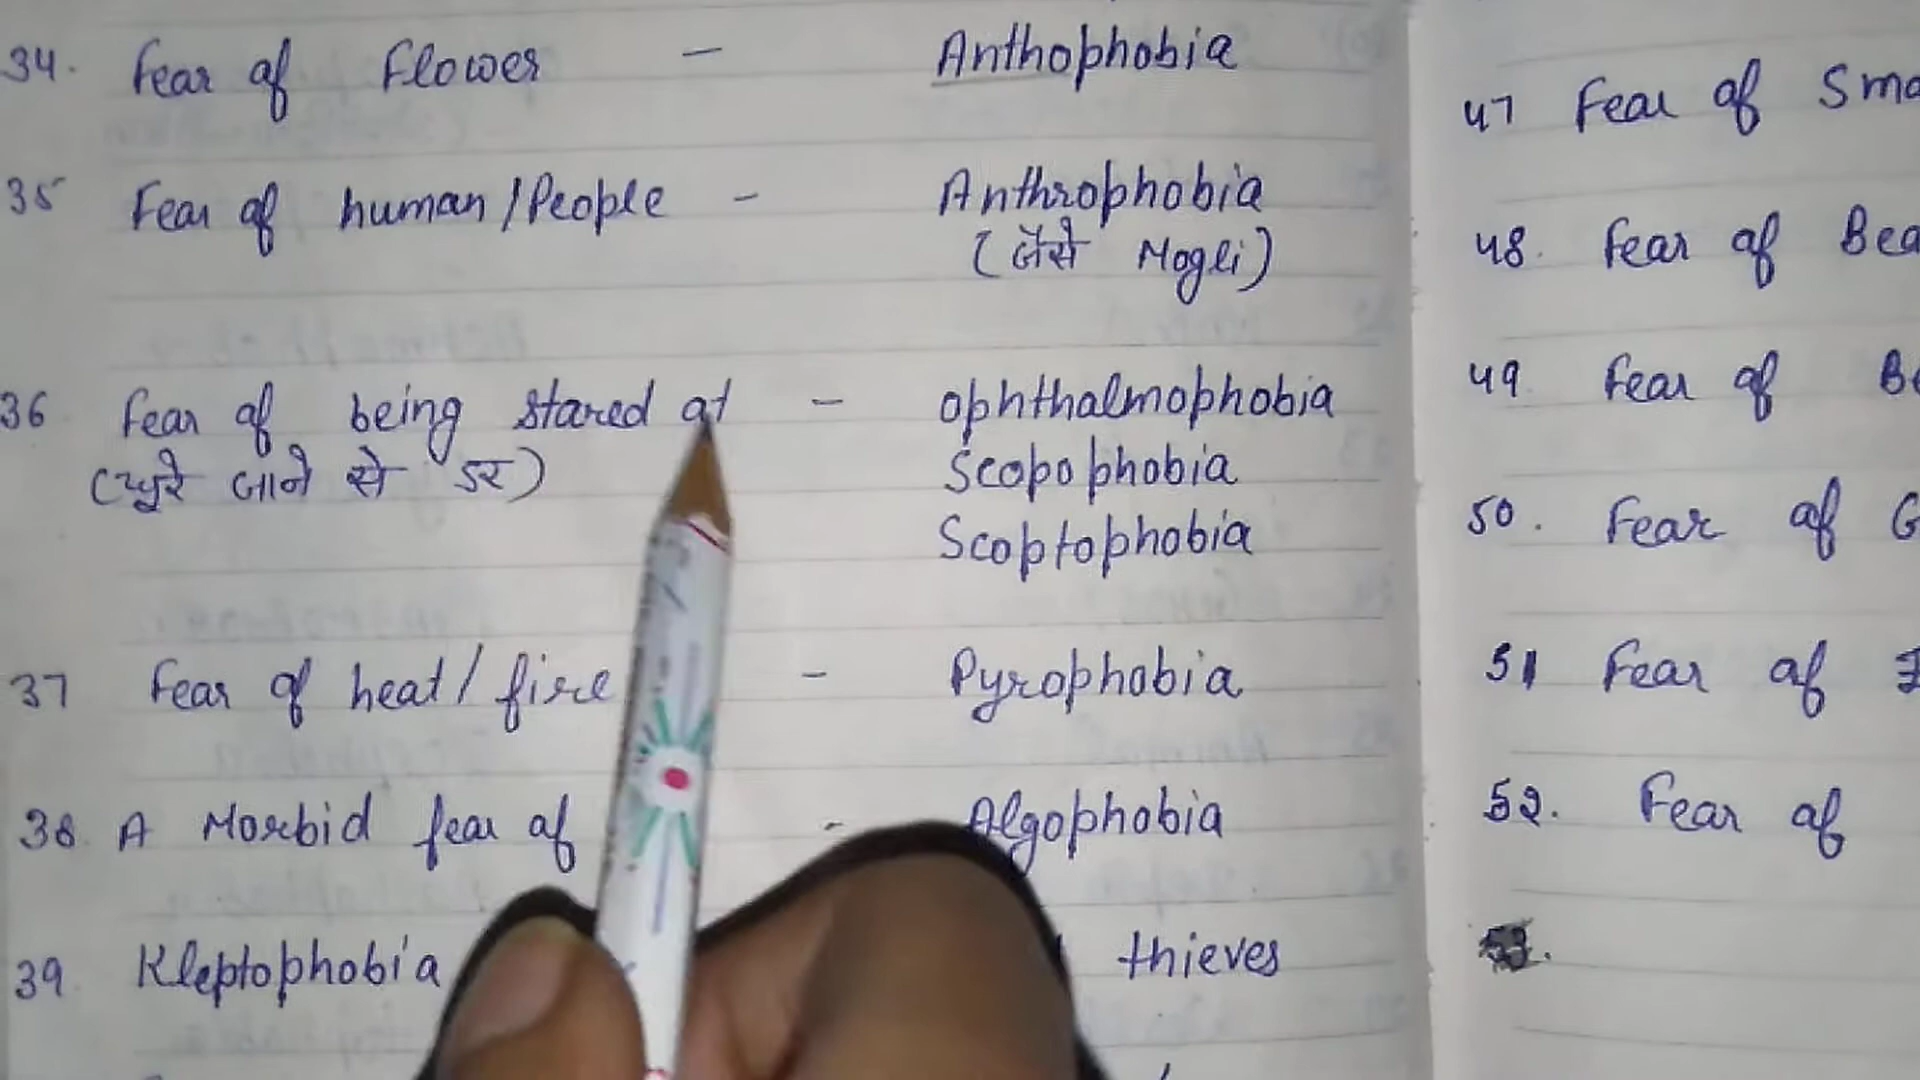 34. Fear of Flower - Anthophobia
35 Fear of human/People - Anthrophobia
(जैसे Mogli)
36 Fear of being stared at - Ophthalmophobia
(घूरे जाने से डर) Scopophobia
Scoptophobia
37 Fear of heat/fire - Pyrophobia
38. A Morbid fear of - Algophobia
39. Kleptophobia thieves
47 Fear of
48. Fear of
49 Fear of
50. Fear of
51 Fear of
52. Fear of
53.